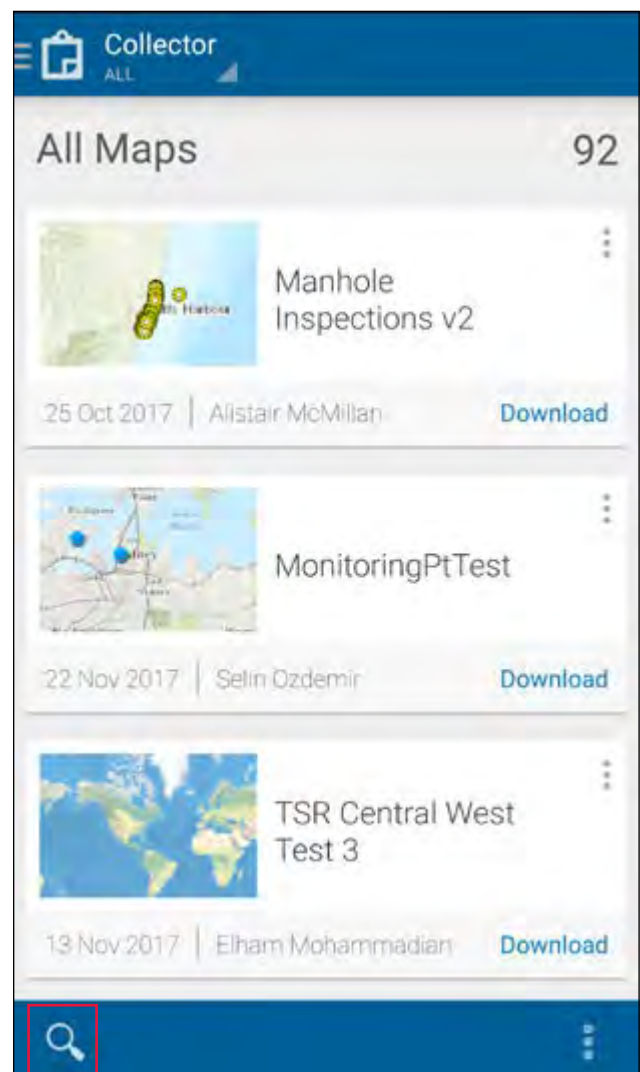 Collector
ALL
All Maps 92
Manhole
Inspections v2
25 Oct 2017 | Alistair McMillan Download
MonitoringPtTest
22 Nov 2017 | Selin Ozdemir Download
TSR Central West
Test 3
13 Nov 2017 | Elham Mohammadian Download